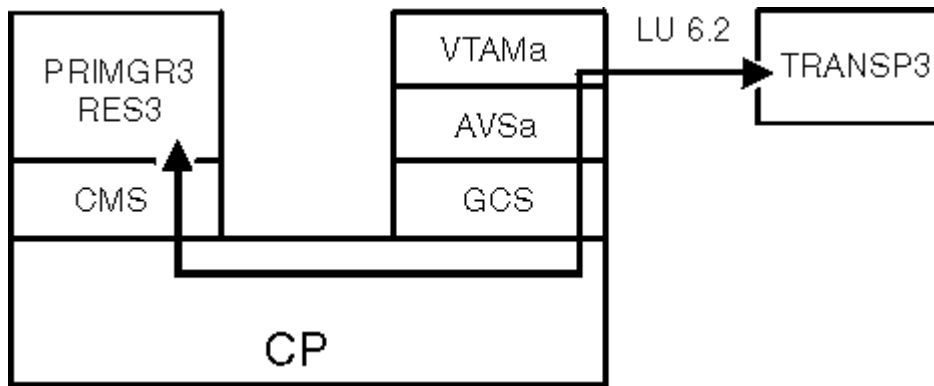 PRIMGR3
RES3
CMS
VTAMa
AVSa
GCS
LU 6.2
TRANSP3
CP